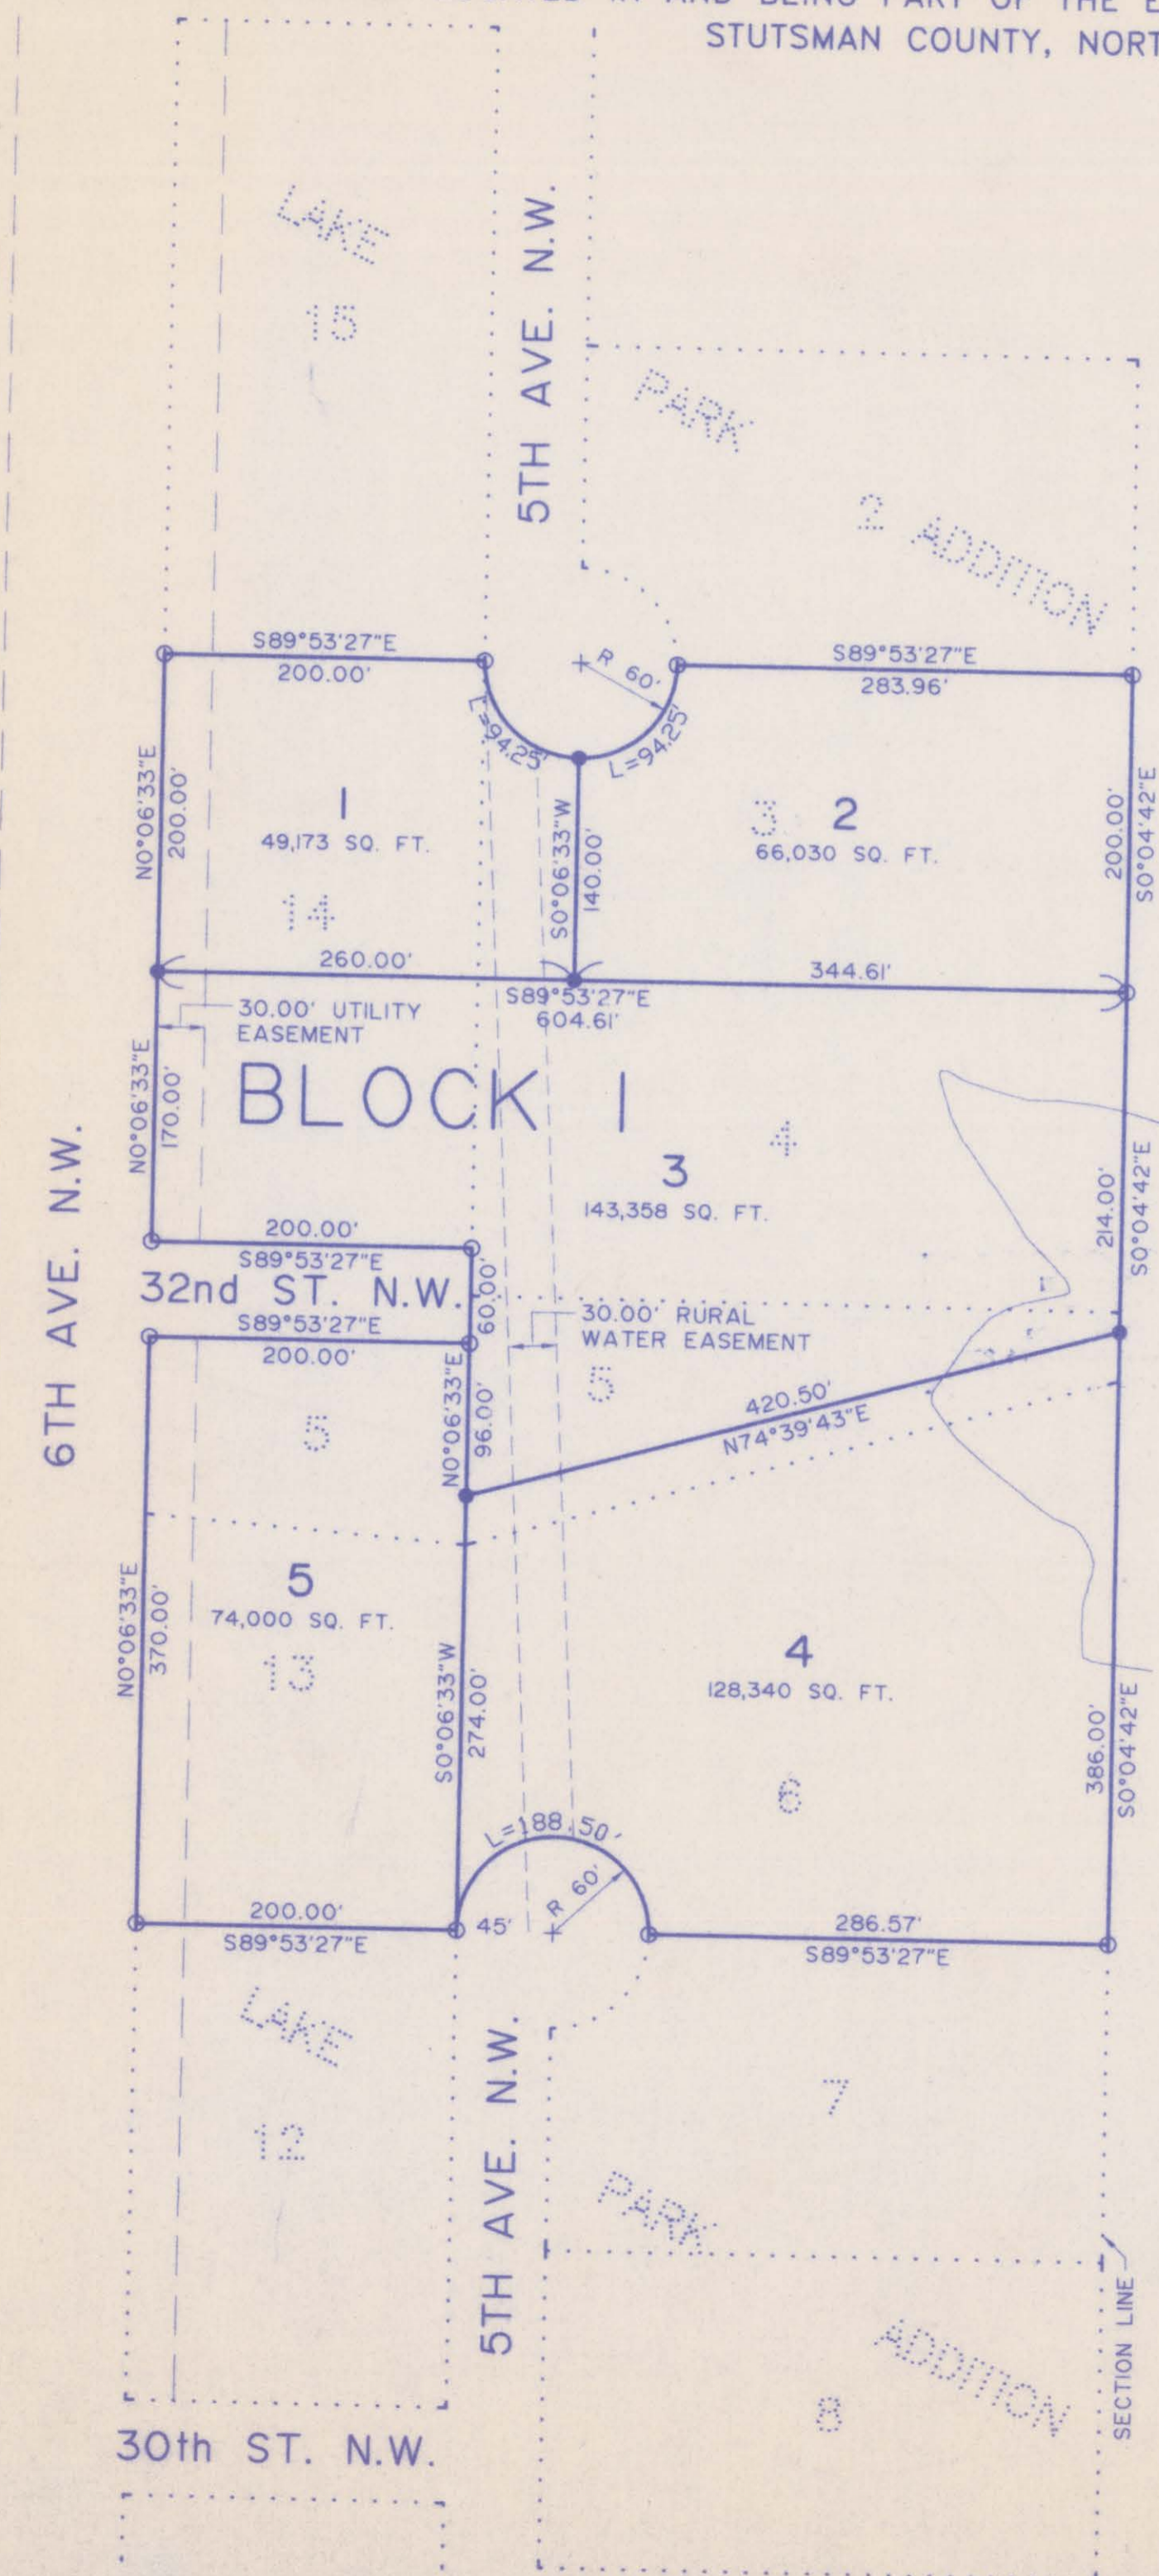 STUTSMAN COUNTY, NORT
LAKE
15
5TH AVE. N.W.
PARK
2 ADDITION
S89°53'27"E
200.00'
R 60'
S89°53'27"E
283.96'
L=94.25'
L=94.25'
N0°06'33"E
200.00'
1
49,173 SQ. FT.
14
S0°06'33"W
140.00'
3 2
66,030 SQ. FT.
200.00'
S0°04'42"E
260.00'
344.61'
S89°53'27"E
604.61'
30.00' UTILITY
EASEMENT
N0°06'33"E
170.00'
BLOCK 1
4
3
143,358 SQ. FT.
214.00'
S0°04'42"E
6TH AVE. N.W.
200.00'
S89°53'27"E
32nd ST. N.W.
60.00'
30.00' RURAL
WATER EASEMENT
S89°53'27"E
200.00'
5
N0°06'33"E
96.00'
5
420.50'
N74°39'43"E
5
74,000 SQ. FT.
13
N0°06'33"E
370.00'
S0°06'33"W
274.00'
4
128,340 SQ. FT.
6
386.00'
S0°04'42"E
L=188.50'
R 60'
45'
200.00'
S89°53'27"E
286.57'
S89°53'27"E
LAKE
12
5TH AVE. N.W.
7
PARK
ADDITION
8
SECTION LINE
30th ST. N.W.